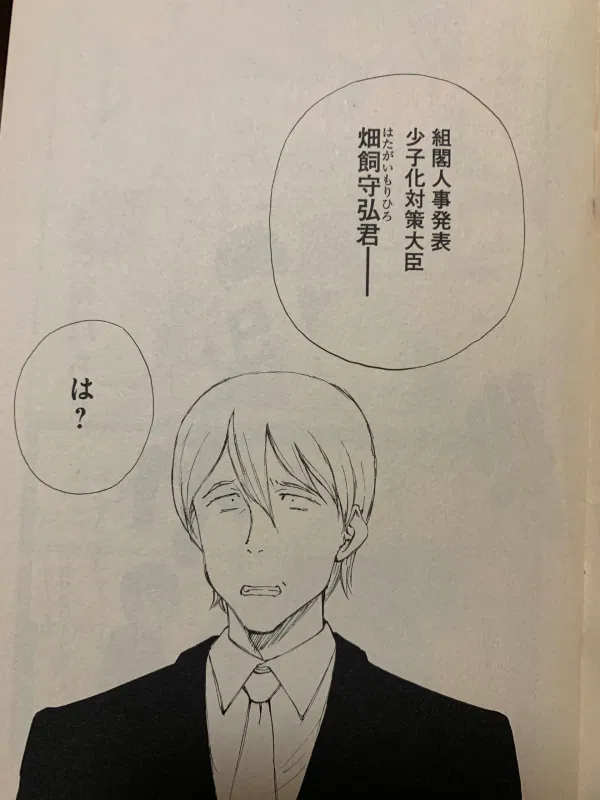 組閣人事発表
少子化対策大臣
畑飼守弘君――
はたがいもりひろ
は?